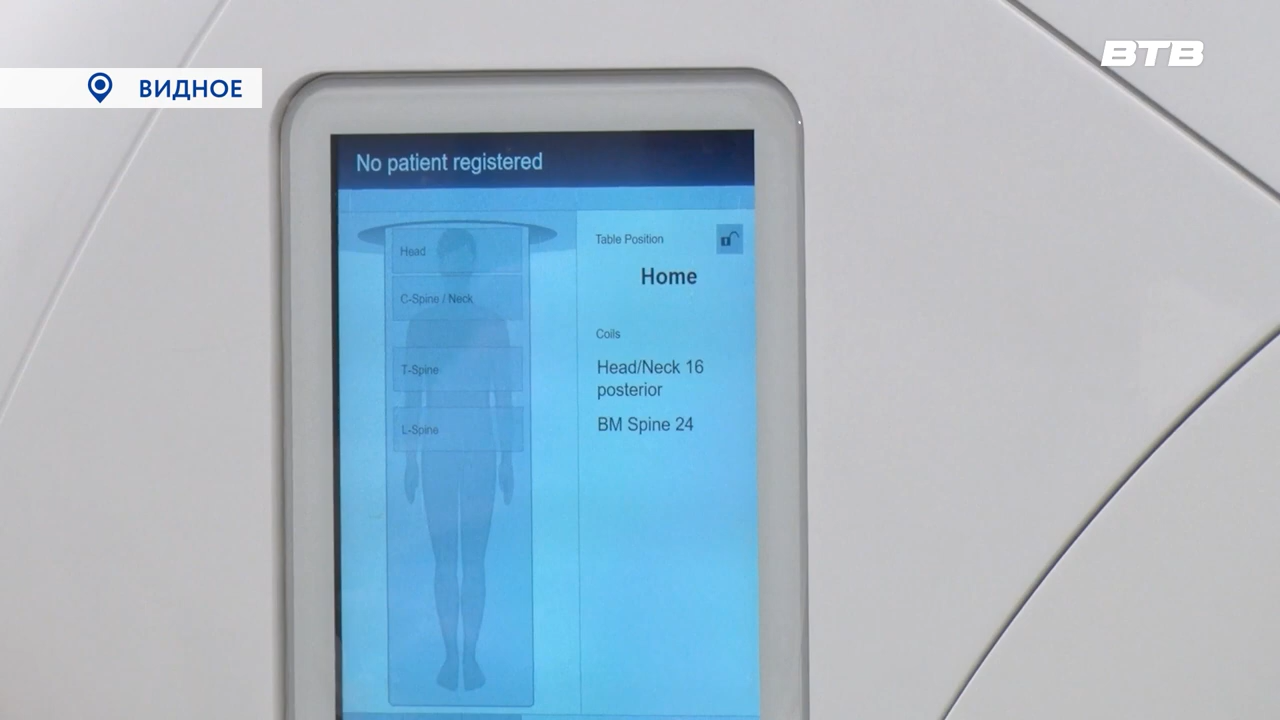 ВИДНОЕ
ВТВ
No patient registered
Head
C-Spine / Neck
T-Spine
L-Spine
Table Position
Home
Coils
Head/Neck 16
posterior
BM Spine 24